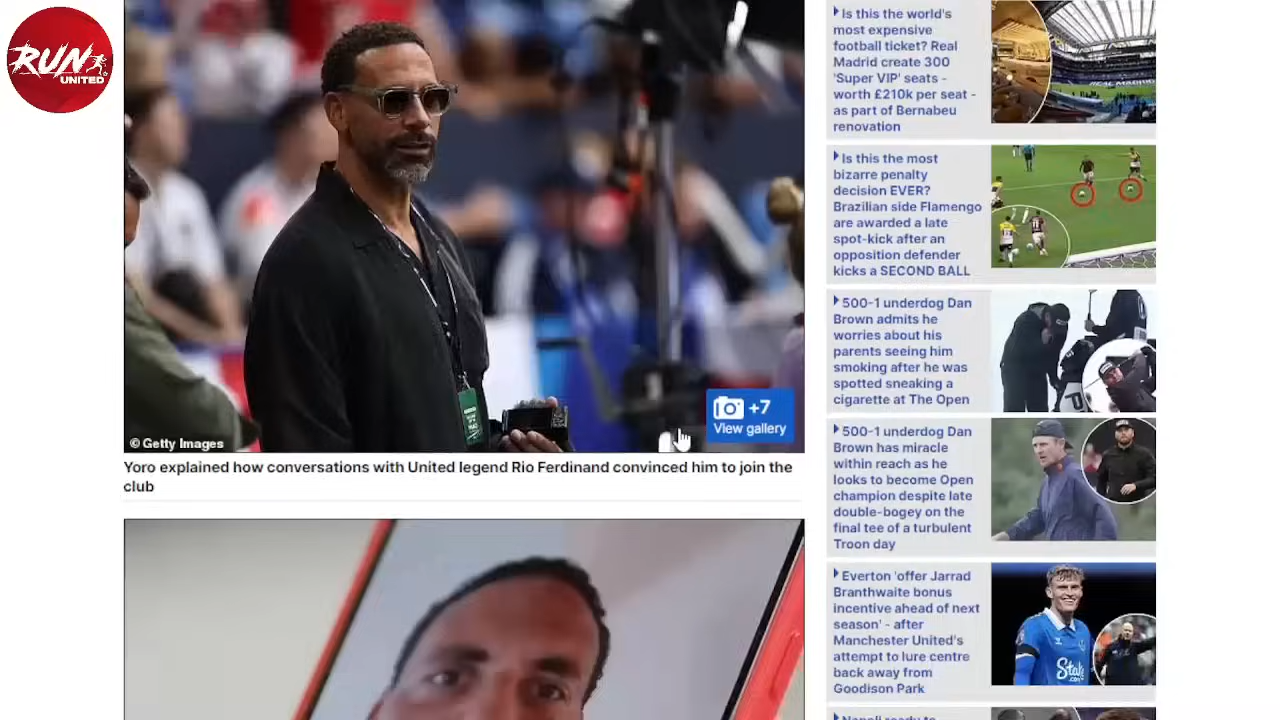 RUN
UNITED
+7
View gallery
© Getty Images
Yoro explained how conversations with United legend Rio Ferdinand convinced him to join the
club
Is this the world's
most expensive
football ticket? Real
Madrid create 300
'Super VIP' seats -
worth £210k per seat -
as part of Bernabeu
renovation
Is this the most
bizarre penalty
decision EVER?
Brazilian side Flamengo
are awarded a late
spot-kick after an
opposition defender
kicks a SECOND BALL
500-1 underdog Dan
Brown admits he
worries about his
parents seeing him
smoking after he was
spotted sneaking a
cigarette at The Open
500-1 underdog Dan
Brown has miracle
within reach as he
looks to become Open
champion despite late
double-bogey on the
final tee of a turbulent
Troon day
Everton 'offer Jarrad
Branthwaite bonus
incentive ahead of next
season' - after
Manchester United's
attempt to lure centre
back away from
Goodison Park
Stake
.com
Napoli ready to